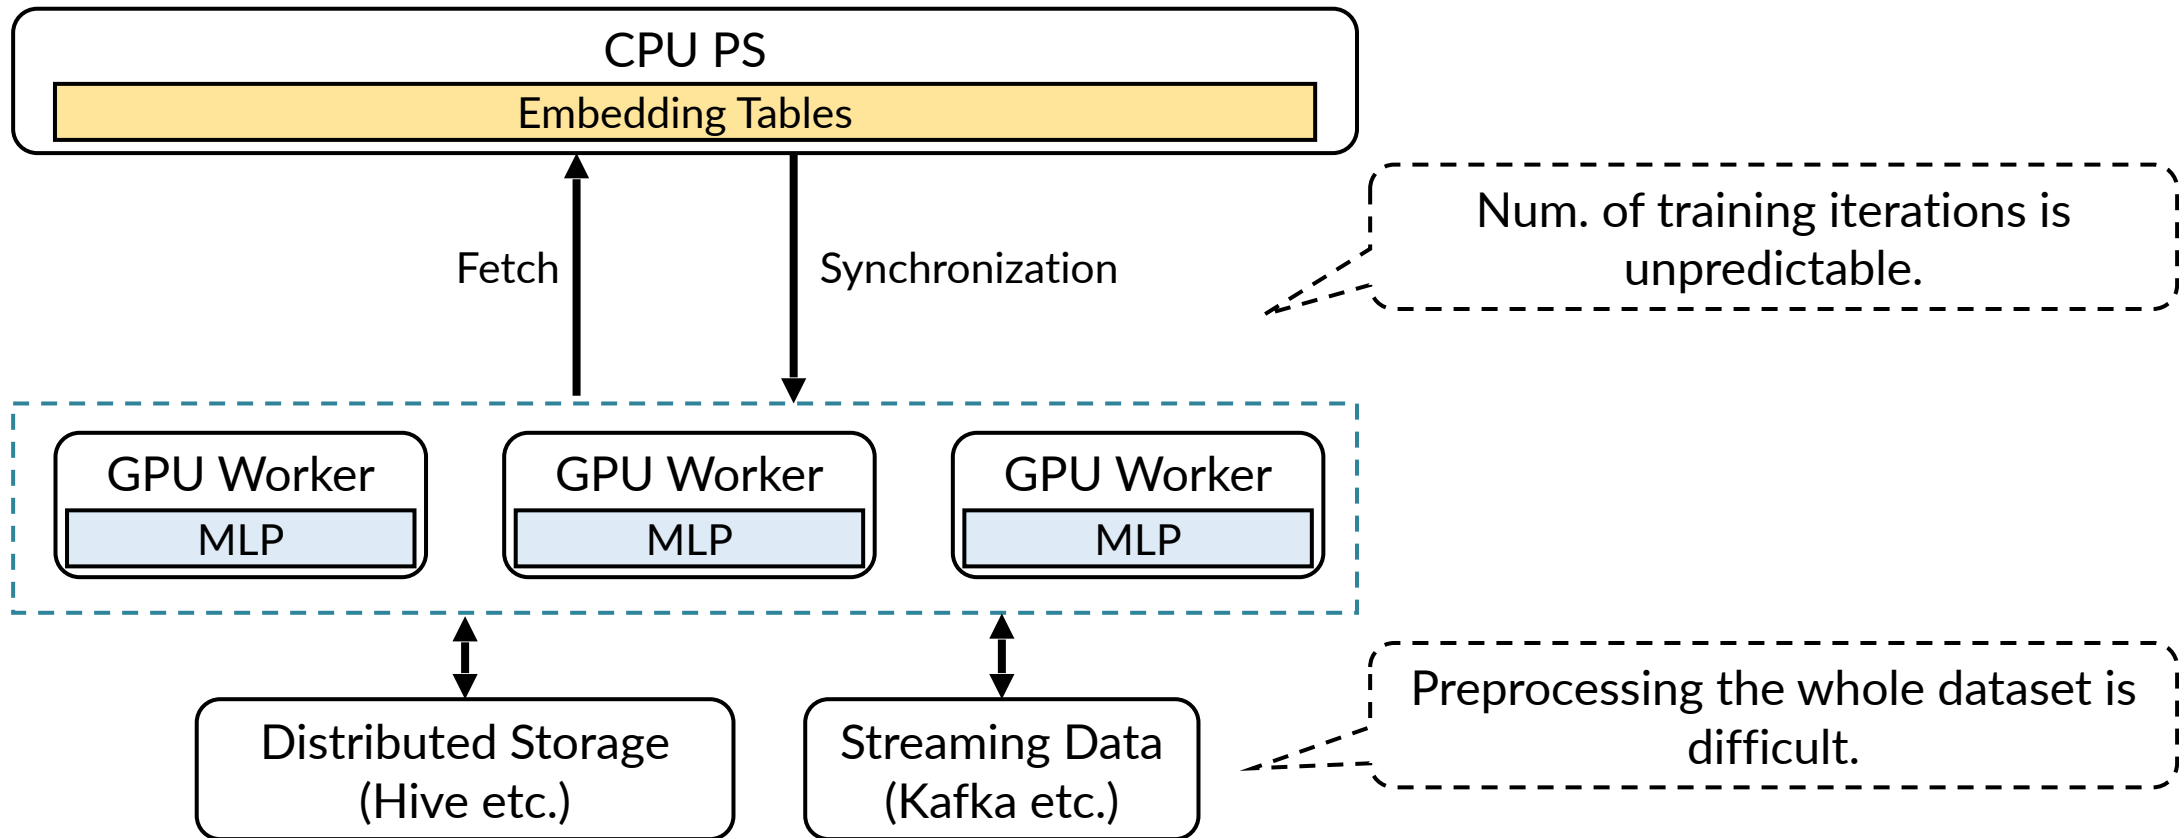 CPU PS
Embedding Tables
Num. of training iterations is
unpredictable.
Fetch
Synchronization
GPU Worker
MLP
GPU Worker
MLP
GPU Worker
MLP
Preprocessing the whole dataset is
difficult.
Distributed Storage
(Hive etc.)
Streaming Data
(Kafka etc.)